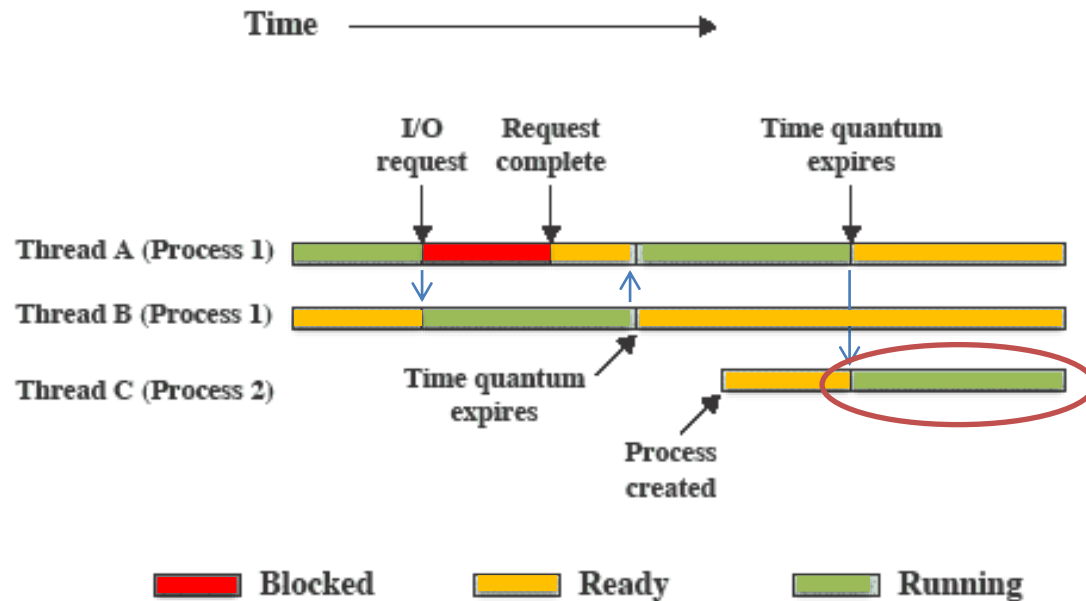 Time
I/O
request
Request
complete
Time quantum
expires
Thread A (Process 1)
Thread B (Process 1)
Thread C (Process 2)
Time quantum
expires
Process
created
Blocked
Ready
Running